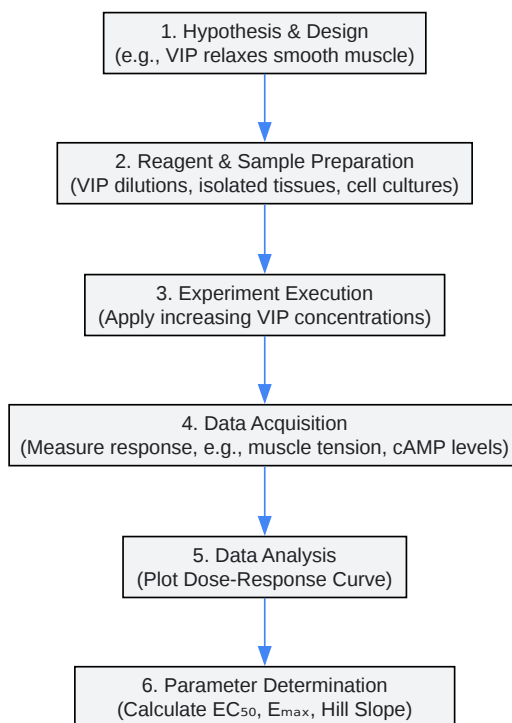 1. Hypothesis & Design
(e.g., VIP relaxes smooth muscle)
2. Reagent & Sample Preparation
(VIP dilutions, isolated tissues, cell cultures)
3. Experiment Execution
(Apply increasing VIP concentrations)
4. Data Acquisition
(Measure response, e.g., muscle tension, cAMP levels)
5. Data Analysis
(Plot Dose-Response Curve)
6. Parameter Determination
(Calculate EC₅₀, Eₘₐₓ, Hill Slope)